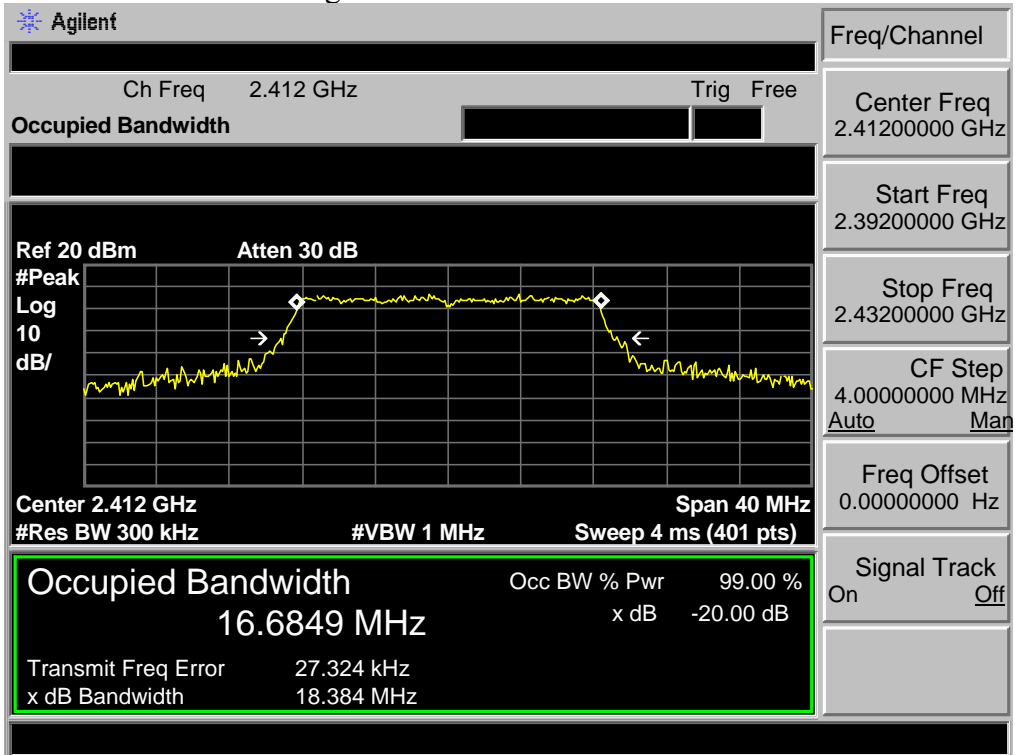 Agilent
Freq/Channel
Ch Freq 2.412 GHz Trig Free
Occupied Bandwidth
Center Freq
2.41200000 GHz
Start Freq
2.39200000 GHz
Stop Freq
2.43200000 GHz
CF Step
4.00000000 MHz
Auto Man
Freq Offset
0.00000000 Hz
Signal Track
On Off
Ref 20 dBm Atten 30 dB
#Peak
Log
10
dB/
Center 2.412 GHz Span 40 MHz
#Res BW 300 kHz #VBW 1 MHz Sweep 4 ms (401 pts)
Occupied Bandwidth Occ BW % Pwr 99.00 %
16.6849 MHz x dB -20.00 dB
Transmit Freq Error 27.324 kHz
x dB Bandwidth 18.384 MHz